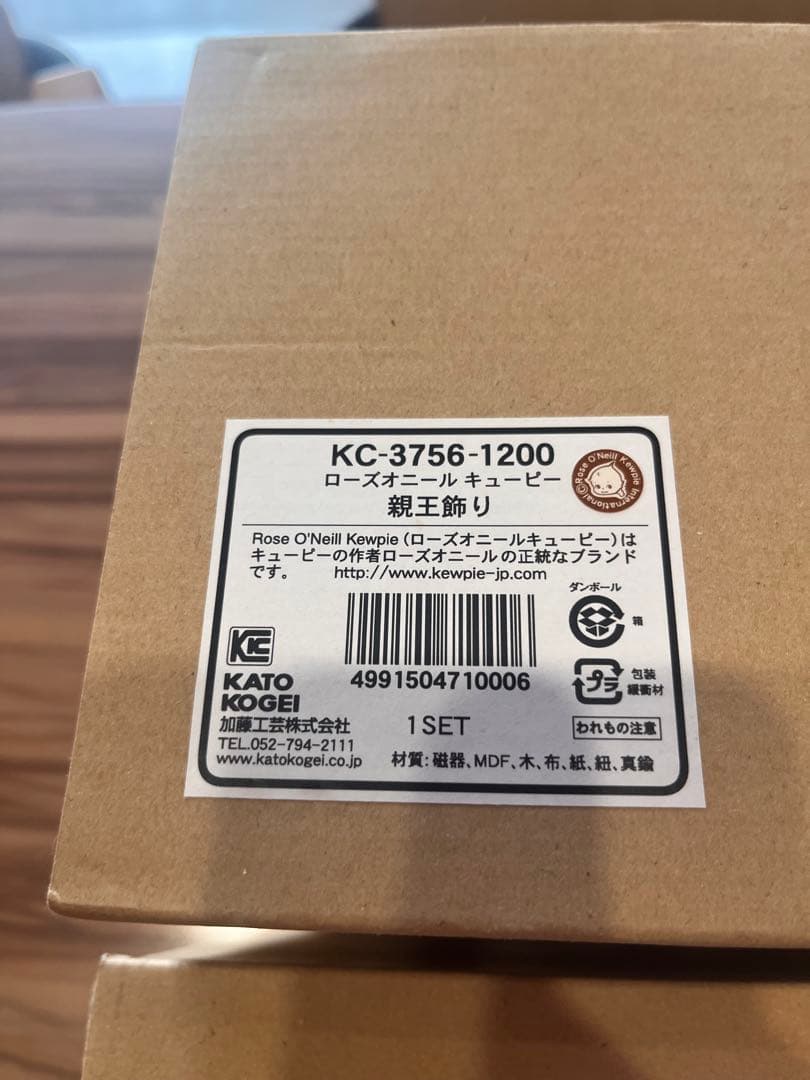 KC-3756-1200
ローズオニール キューピー
親王飾り
©Rose O'Neill Kewpie International
Rose O'Neill Kewpie (ローズオニールキューピー)は
キューピーの作者ローズオニールの正統なブランド
です。 http://www.kewpie-jp.com
ダンボール
箱
4991504710006
プラ
包装
緩衝材
KC
KATO
KOGEI
加藤工芸株式会社
1SET
われもの注意
TEL.052-794-2111
www.katokogei.co.jp
材質:磁器、MDF、木、布、紙、紐、真鍮